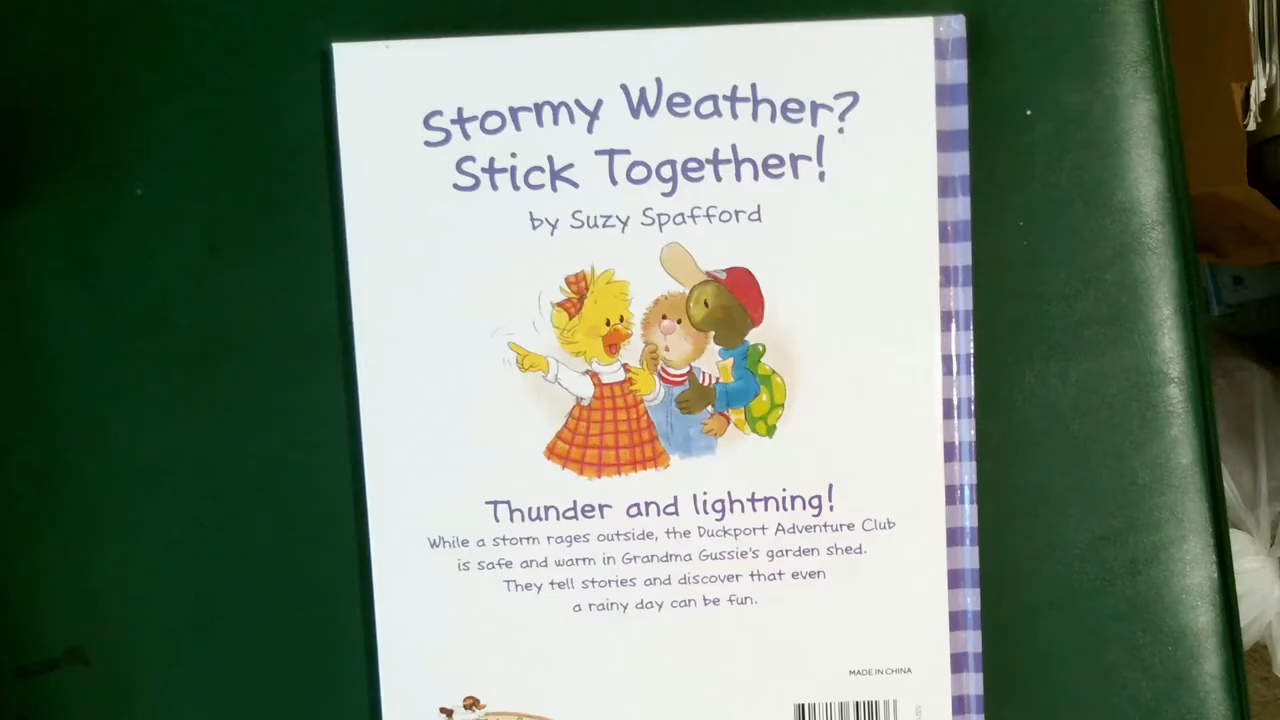 Stormy Weather?
Stick Together!
by Suzy Spafford
Thunder and lightning!
While a storm rages outside, the Duckport Adventure Club
is safe and warm in Grandma Gussie's garden shed.
They tell stories and discover that even
a rainy day can be fun.
MADE IN CHINA